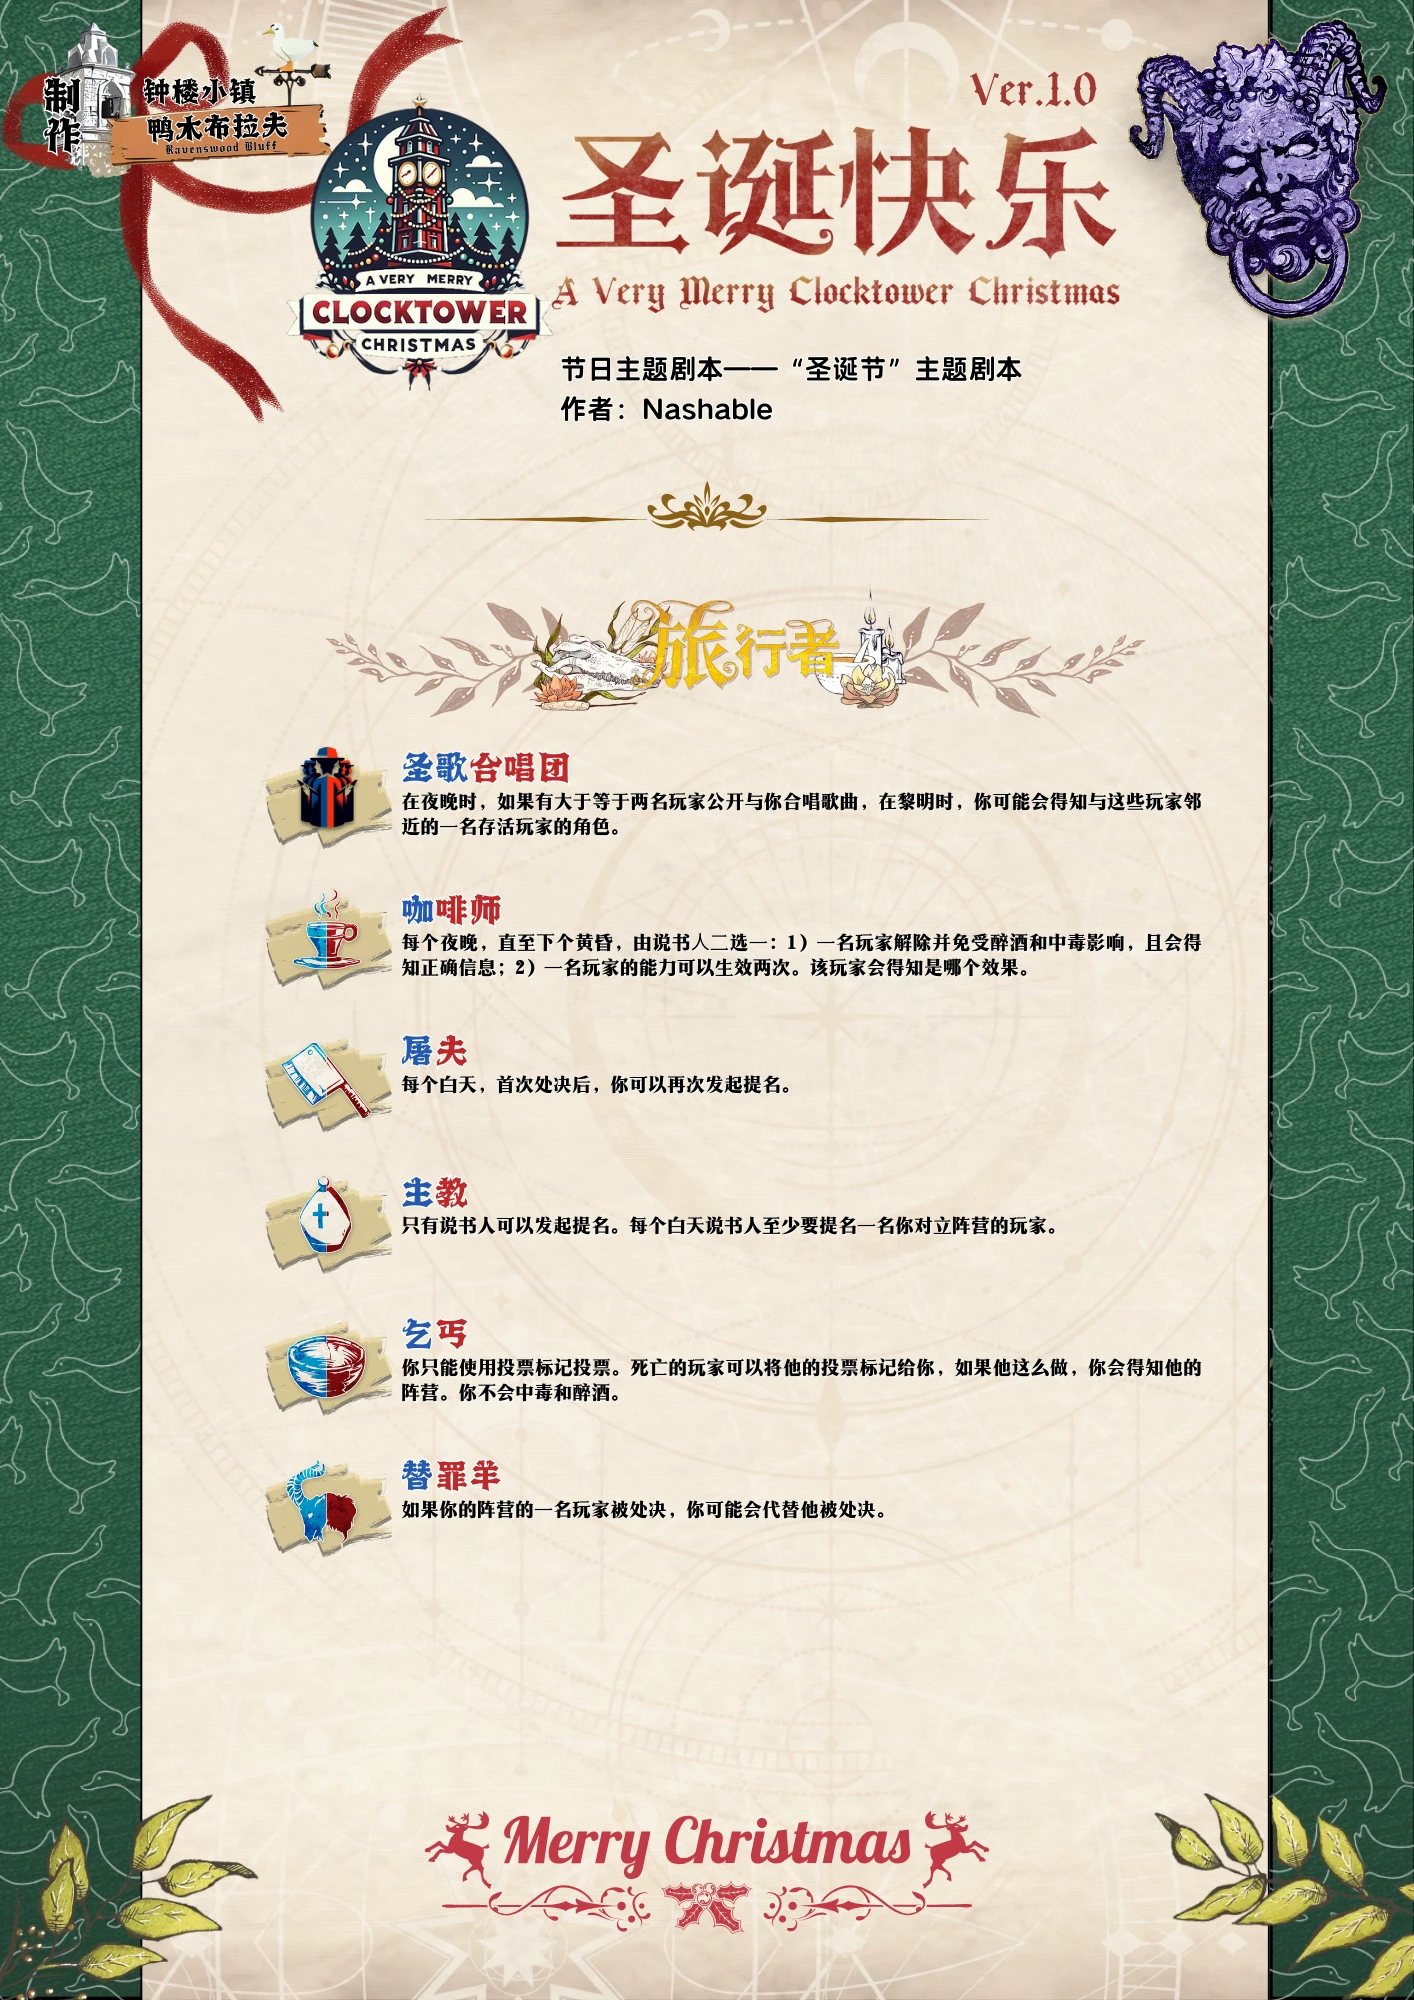 制作
钟楼小镇
鸭木布拉夫
Ravenswood Bluff
Ver.1.0
圣诞快乐
A Very Merry Clocktower Christmas
A VERY MERRY
CLOCKTOWER
CHRISTMAS
节日主题剧本——“圣诞节”主题剧本
作者：Nashable
旅行者
圣歌合唱团
在夜晚时，如果有大于等于两名玩家公开与你合唱歌曲，在黎明时，你可能会得知与这些玩家邻
近的一名存活玩家的角色。
咖啡师
每个夜晚，直至下个黄昏，由说书人二选一：1）一名玩家解除并免受醉酒和中毒影响，且会得
知正确信息；2）一名玩家的能力可以生效两次。该玩家会得知是哪个效果。
屠夫
每个白天，首次处决后，你可以再次发起提名。
主教
只有说书人可以发起提名。每个白天说书人至少要提名一名你对立阵营的玩家。
乞丐
你只能使用投票标记投票。死亡的玩家可以将他的投票标记给你，如果他这么做，你会得知他的
阵营。你不会中毒和醉酒。
替罪羊
如果你的阵营的一名玩家被处决，你可能会代替他被处决。
Merry Christmas